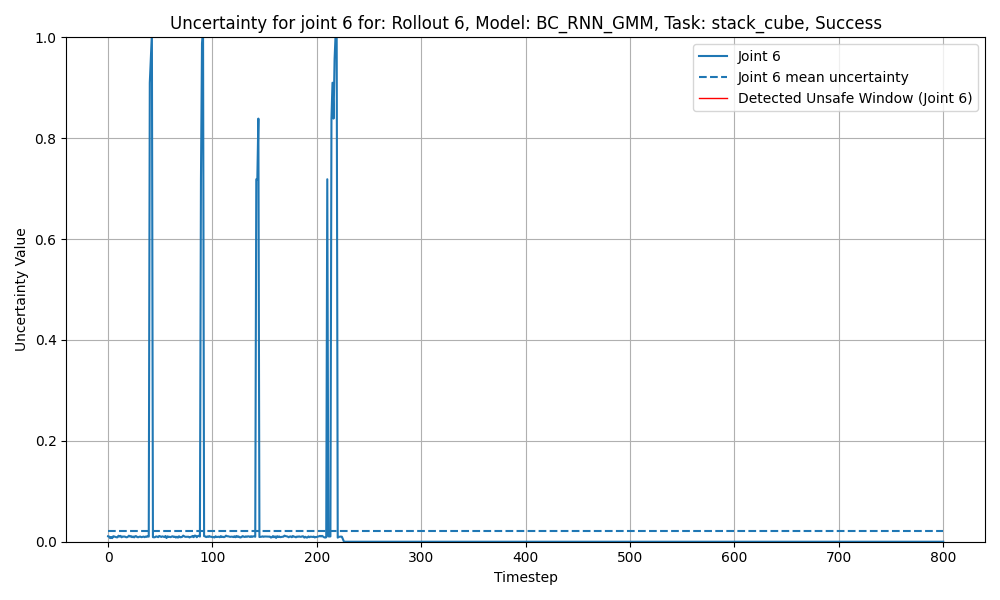 Uncertainty for joint 6 for: Rollout 6, Model: BC_RNN_GMM, Task: stack_cube, Success
Joint 6
Joint 6 mean uncertainty
Detected Unsafe Window (Joint 6)
Uncertainty Value
1.0
0.8
0.6
0.4
0.2
0.0
0 100 200 300 400 500 600 700 800
Timestep